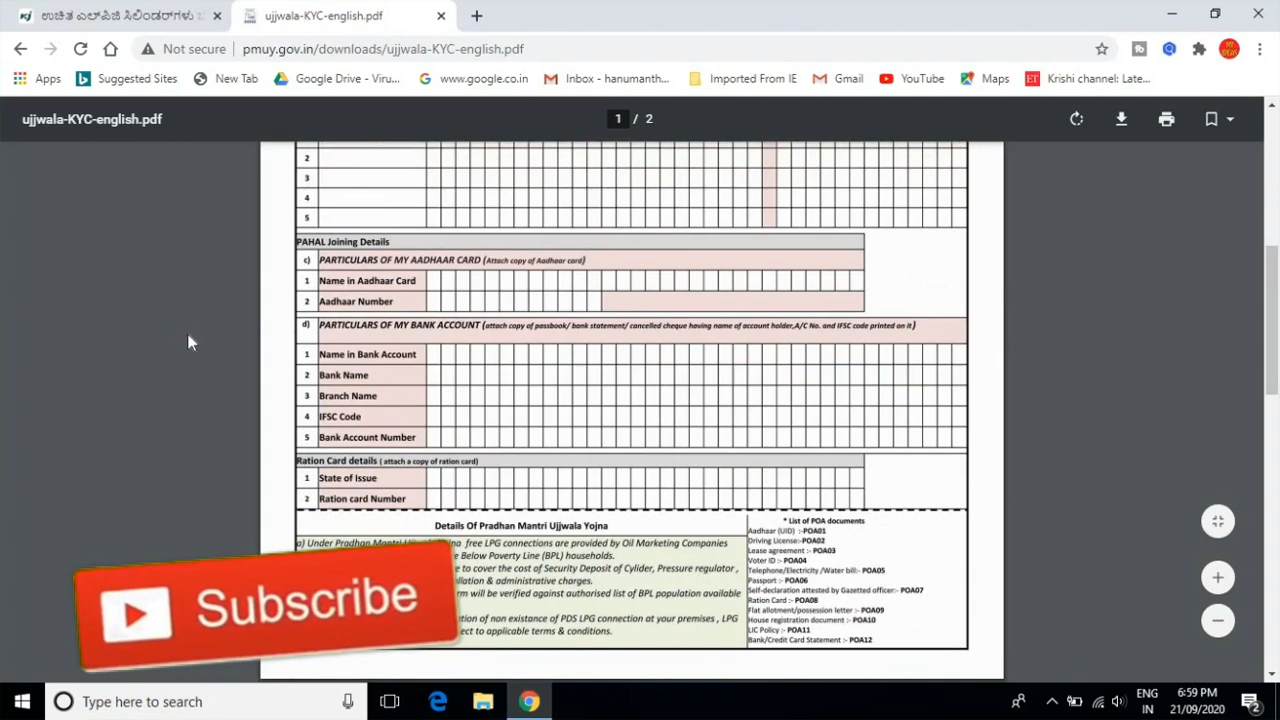 ಉಚಿತ ಎಲ್‌ಪಿಜಿ ಸಿಲಿಂಡರ್‌ಗಳು
ujjwala-KYC-english.pdf
Not secure
pmuy.gov.in/downloads/ujjwala-KYC-english.pdf
Apps
Suggested Sites
New Tab
Google Drive - Viru...
www.google.co.in
Inbox - hanumanth...
Imported From IE
Gmail
YouTube
Maps
Krishi channel: Late...
ujjwala-KYC-english.pdf
1 / 2
2
3
4
5
PAHAL Joining Details
c) PARTICULARS OF MY AADHAAR CARD (Attach copy of Aadhaar card)
1 Name in Aadhaar Card
2 Aadhaar Number
d) PARTICULARS OF MY BANK ACCOUNT (attach copy of passbook/ bank statement/ cancelled cheque having name of account holder,A/C No. and IFSC code printed on it)
1 Name in Bank Account
2 Bank Name
3 Branch Name
4 IFSC Code
5 Bank Account Number
Ration Card details ( attach a copy of ration card)
1 State of Issue
2 Ration card Number
Details Of Pradhan Mantri Ujjwala Yojna
a) Under Pradhan Mantri free LPG connections are provided by Oil Marketing Companies
Below Poverty Line (BPL) households.
to cover the cost of Security Deposit of Cylider, Pressure regulator ,
& administrative charges.
will be verified against authorised list of BPL population available
of non existance of PDS LPG connection at your premises , LPG
to applicable terms & conditions.
* List of POA documents
Aadhaar (UID) :-POA01
Driving License:-POA02
Lease agreement :- POA03
Voter ID :- POA04
Telephone/Electricity /Water bill:- POA05
Passport :- POA06
Self-declaration attested by Gazetted officer:- POA07
Ration Card :- POA08
Flat allotment/possession letter :- POA09
House registration document :- POA10
LIC Policy :- POA11
Bank/Credit Card Statement :- POA12
Subscribe
Type here to search
ENG
IN
6:59 PM
21/09/2020
2